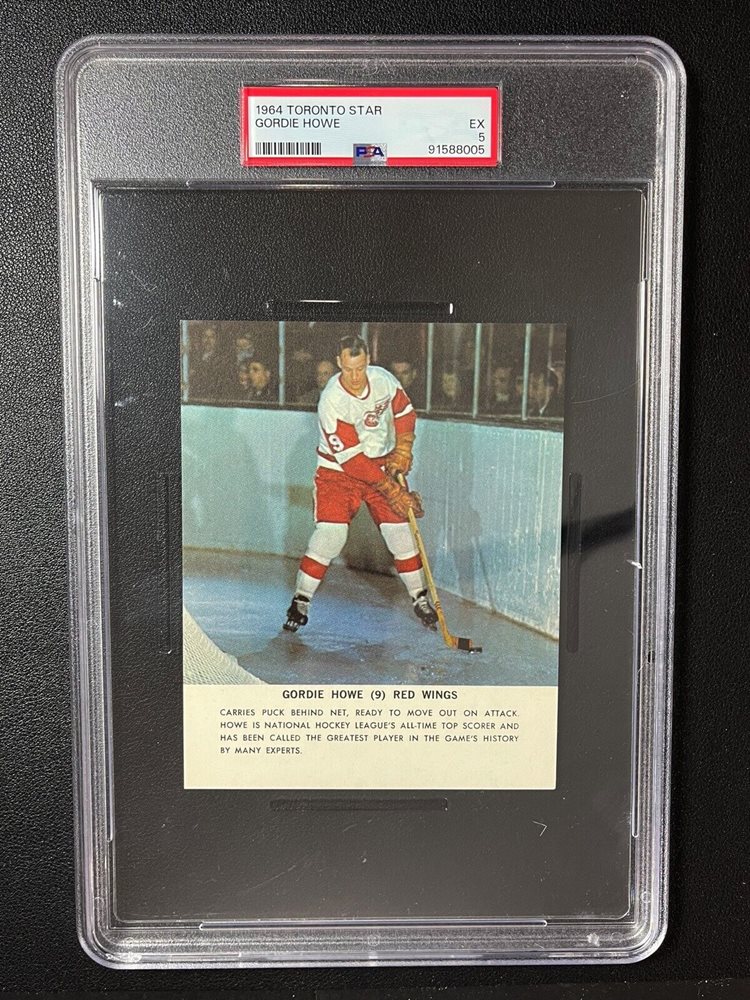 1964 TORONTO STAR
GORDIE HOWE EX
5
PSA 91588005
9
GORDIE HOWE (9) RED WINGS
CARRIES PUCK BEHIND NET, READY TO MOVE OUT ON ATTACK.
HOWE IS NATIONAL HOCKEY LEAGUE'S ALL-TIME TOP SCORER AND
HAS BEEN CALLED THE GREATEST PLAYER IN THE GAME'S HISTORY
BY MANY EXPERTS.